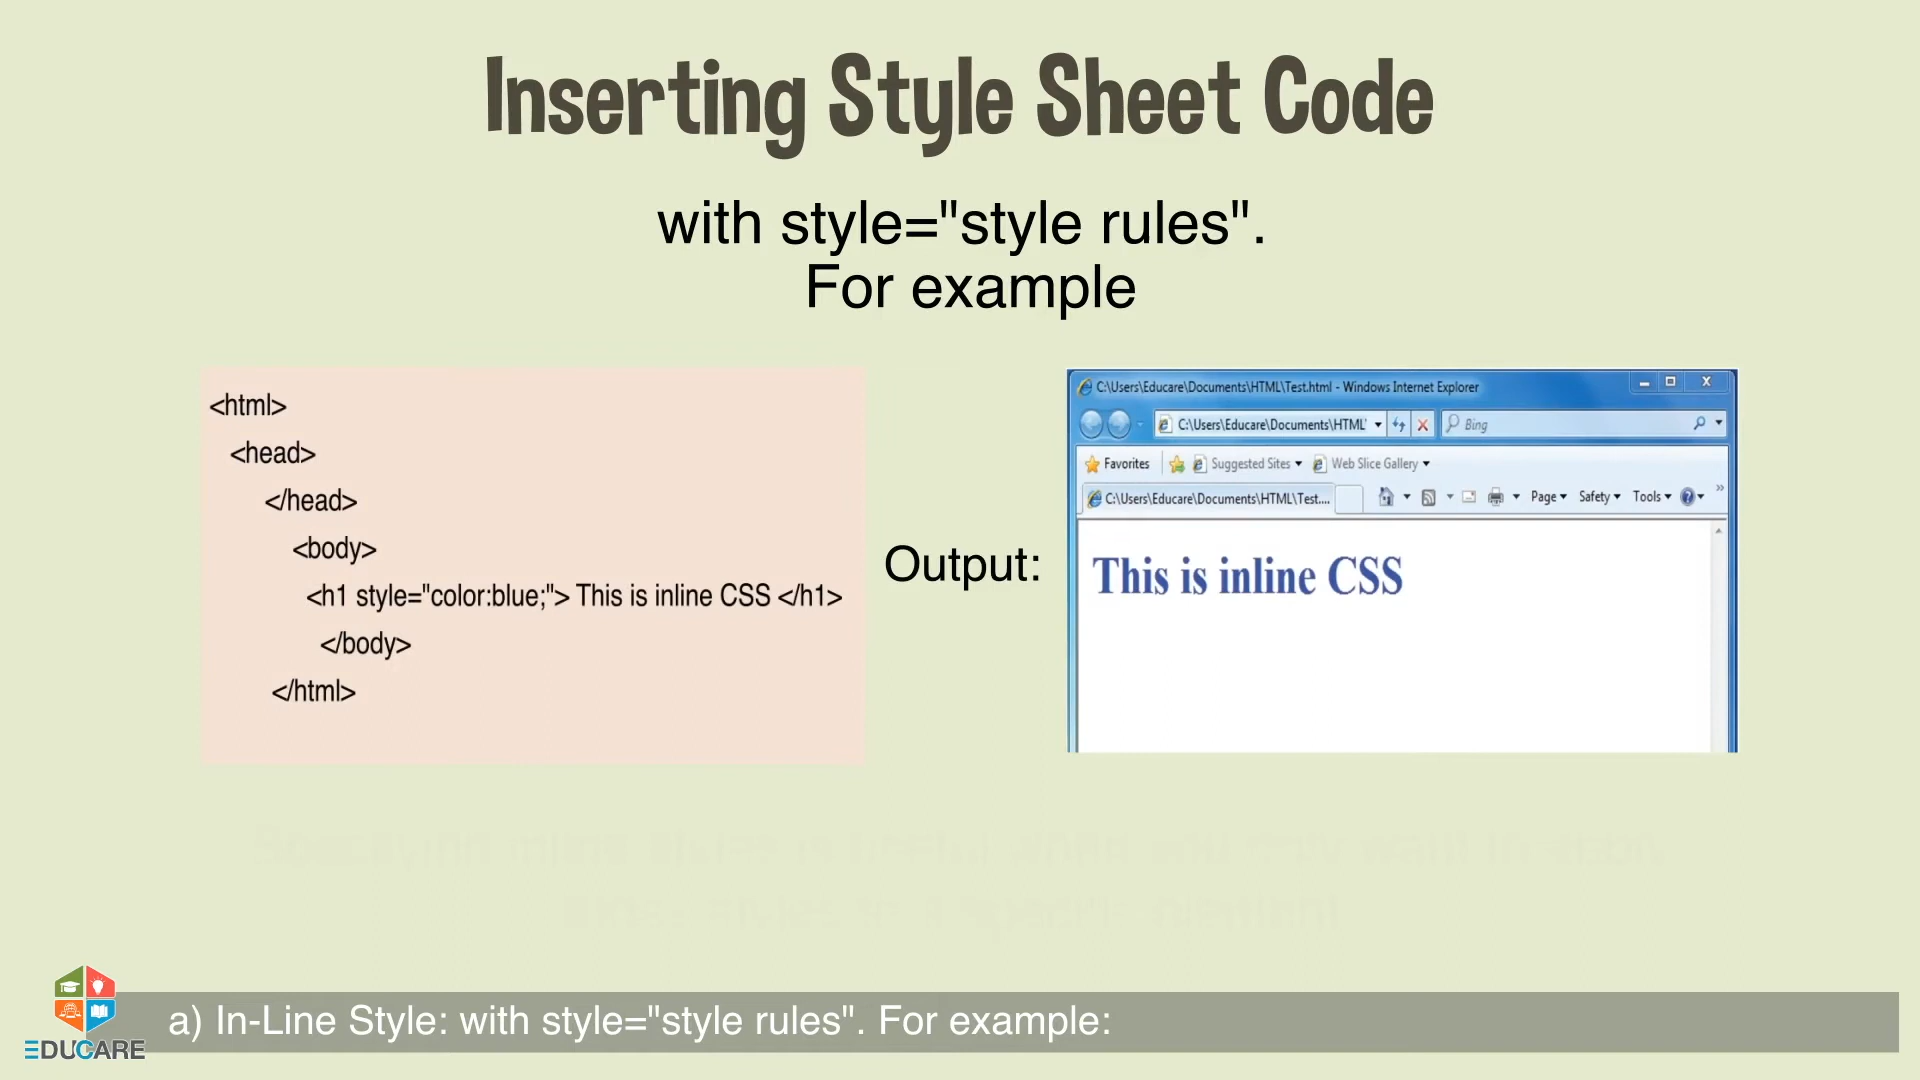 Inserting Style Sheet Code
with style="style rules".
For example
<html>
<head>
</head>
<body>
<h1 style="color:blue;"> This is inline CSS </h1>
</body>
</html>
Output:
C:\Users\Educare\Documents\HTML\Test.html - Windows Internet Explorer
C:\Users\Educare\Documents\HTML'
Bing
Favorites
Suggested Sites
Web Slice Gallery
C:\Users\Educare\Documents\HTML\Test....
Page
Safety
Tools
This is inline CSS
a) In-Line Style: with style="style rules". For example:
EDUCARE